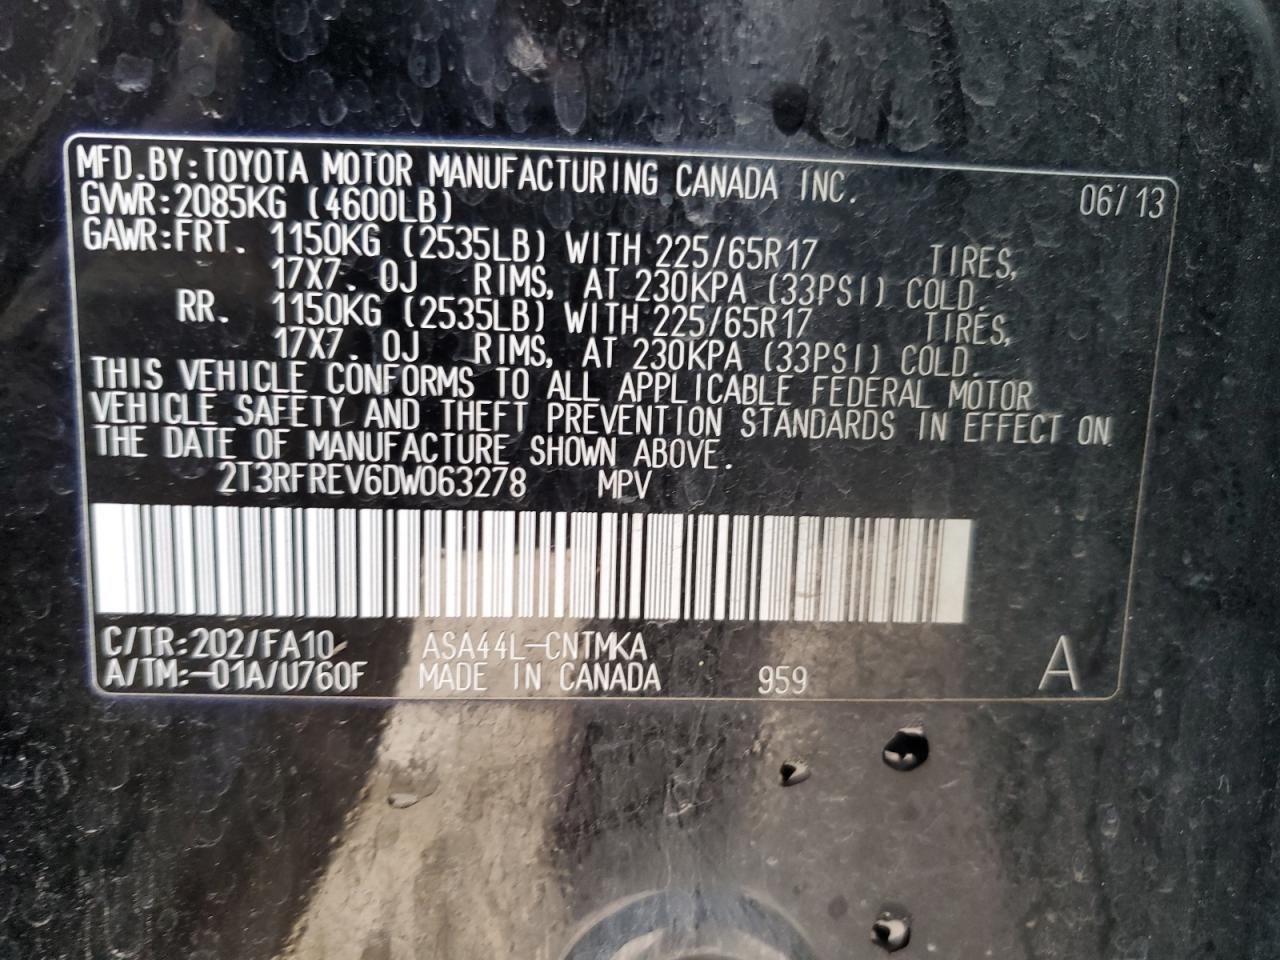 MFD.BY:TOYOTA MOTOR MANUFACTURING CANADA INC. 06/13
GVWR:2085KG (4600LB)
GAWR:FRT. 1150KG (2535LB) WITH 225/65R17 TIRES,
17X7.0J RIMS, AT 230KPA (33PSI) COLD.
RR. 1150KG (2535LB) WITH 225/65R17 TIRES,
17X7.0J RIMS, AT 230KPA (33PSI) COLD.
THIS VEHICLE CONFORMS TO ALL APPLICABLE FEDERAL MOTOR
VEHICLE SAFETY AND THEFT PREVENTION STANDARDS IN EFFECT ON
THE DATE OF MANUFACTURE SHOWN ABOVE.
2T3RFREV6DW063278 MPV
C/TR:202/FA10 ASA44L-CNTMKA
A/TM:-01A/U760F MADE IN CANADA 959 A